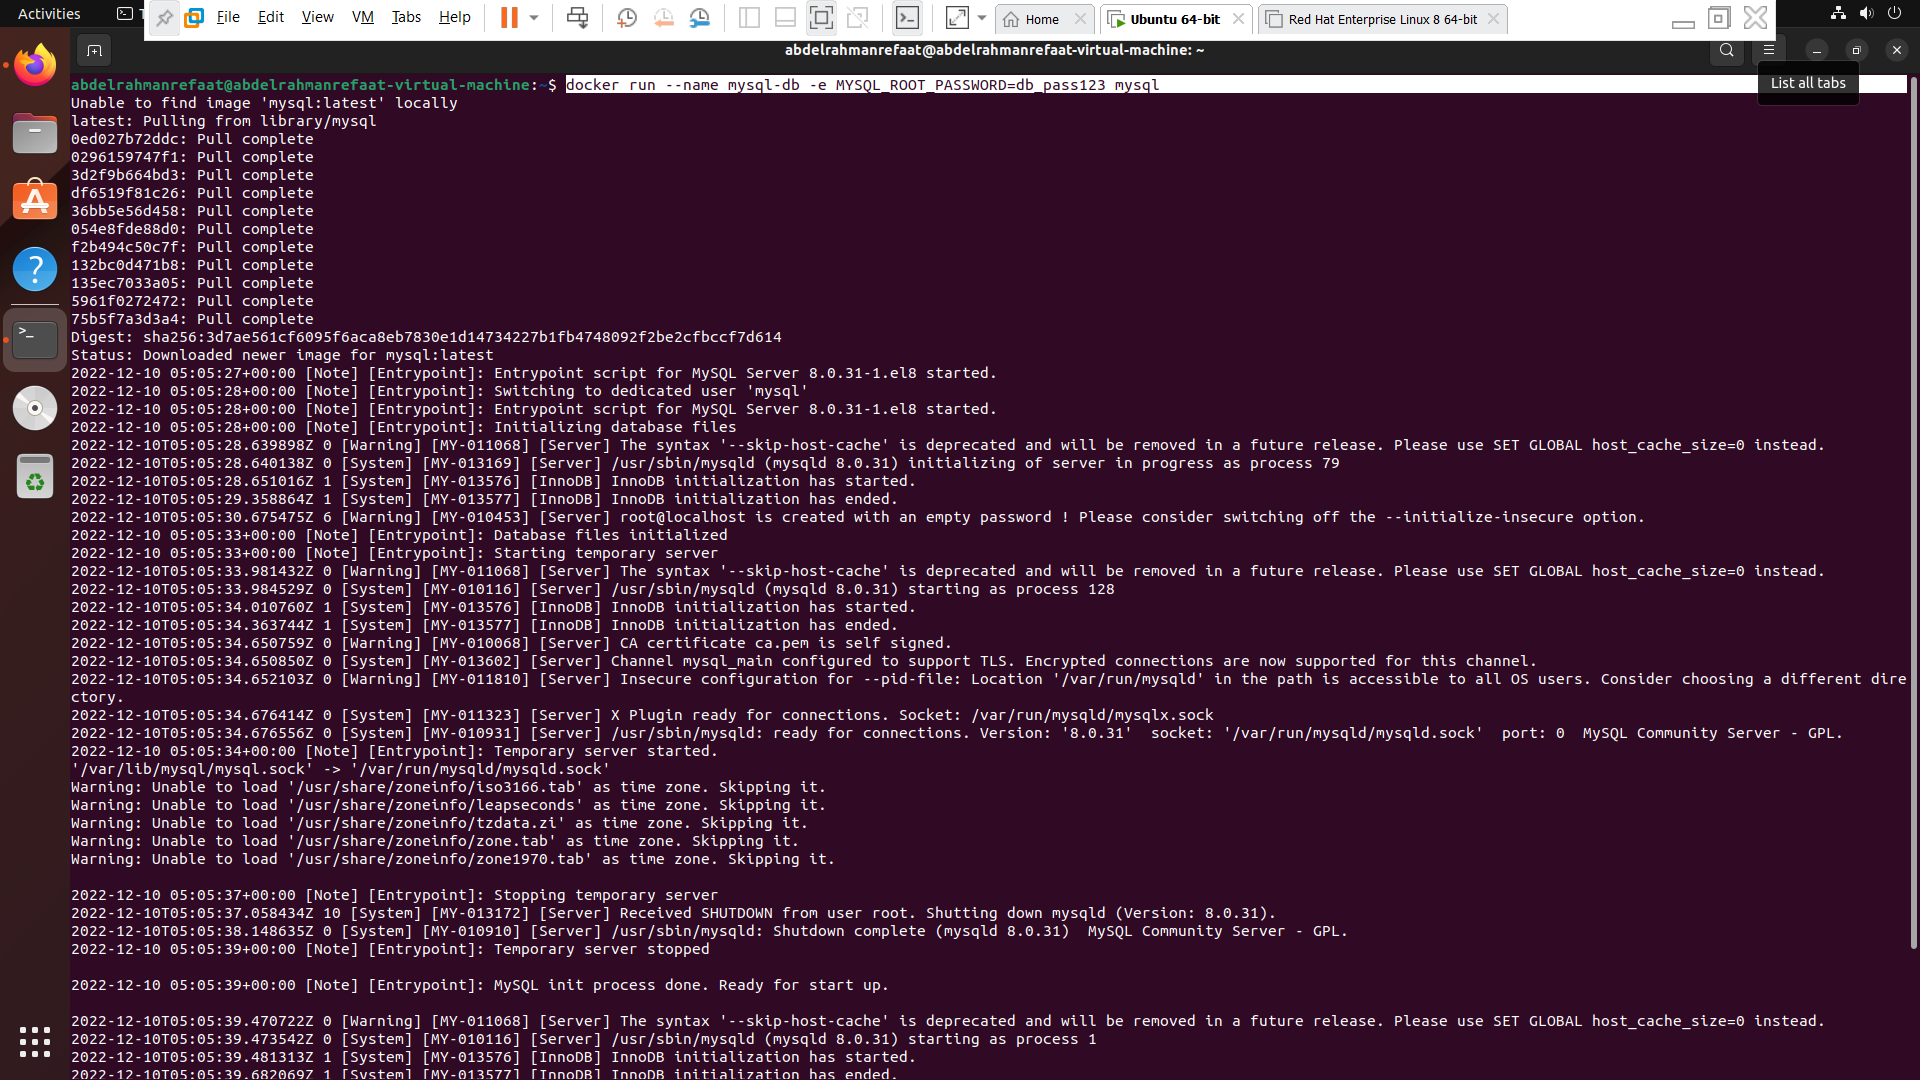 Activities
File Edit View VM Tabs Help
Home
Ubuntu 64-bit
Red Hat Enterprise Linux 8 64-bit
abdelrahmanrefaat@abdelrahmanrefaat-virtual-machine: ~
List all tabs
abdelrahmanrefaat@abdelrahmanrefaat-virtual-machine:~$ docker run --name mysql-db -e MYSQL_ROOT_PASSWORD=db_pass123 mysql
Unable to find image 'mysql:latest' locally
latest: Pulling from library/mysql
0ed027b72ddc: Pull complete
0296159747f1: Pull complete
3d2f9b664bd3: Pull complete
df6519f81c26: Pull complete
36bb5e56d458: Pull complete
054e8fde88d0: Pull complete
f2b494c50c7f: Pull complete
132bc0d471b8: Pull complete
135ec7033a05: Pull complete
5961f0272472: Pull complete
75b5f7a3d3a4: Pull complete
Digest: sha256:3d7ae561cf6095f6aca8eb7830e1d14734227b1fb4748092f2be2cfbccf7d614
Status: Downloaded newer image for mysql:latest
2022-12-10 05:05:27+00:00 [Note] [Entrypoint]: Entrypoint script for MySQL Server 8.0.31-1.el8 started.
2022-12-10 05:05:28+00:00 [Note] [Entrypoint]: Switching to dedicated user 'mysql'
2022-12-10 05:05:28+00:00 [Note] [Entrypoint]: Entrypoint script for MySQL Server 8.0.31-1.el8 started.
2022-12-10 05:05:28+00:00 [Note] [Entrypoint]: Initializing database files
2022-12-10T05:05:28.639898Z 0 [Warning] [MY-011068] [Server] The syntax '--skip-host-cache' is deprecated and will be removed in a future release. Please use SET GLOBAL host_cache_size=0 instead.
2022-12-10T05:05:28.640138Z 0 [System] [MY-013169] [Server] /usr/sbin/mysqld (mysqld 8.0.31) initializing of server in progress as process 79
2022-12-10T05:05:28.651016Z 1 [System] [MY-013576] [InnoDB] InnoDB initialization has started.
2022-12-10T05:05:29.358864Z 1 [System] [MY-013577] [InnoDB] InnoDB initialization has ended.
2022-12-10T05:05:30.675475Z 6 [Warning] [MY-010453] [Server] root@localhost is created with an empty password ! Please consider switching off the --initialize-insecure option.
2022-12-10 05:05:33+00:00 [Note] [Entrypoint]: Database files initialized
2022-12-10 05:05:33+00:00 [Note] [Entrypoint]: Starting temporary server
2022-12-10T05:05:33.981432Z 0 [Warning] [MY-011068] [Server] The syntax '--skip-host-cache' is deprecated and will be removed in a future release. Please use SET GLOBAL host_cache_size=0 instead.
2022-12-10T05:05:33.984529Z 0 [System] [MY-010116] [Server] /usr/sbin/mysqld (mysqld 8.0.31) starting as process 128
2022-12-10T05:05:34.010760Z 1 [System] [MY-013576] [InnoDB] InnoDB initialization has started.
2022-12-10T05:05:34.363744Z 1 [System] [MY-013577] [InnoDB] InnoDB initialization has ended.
2022-12-10T05:05:34.650759Z 0 [Warning] [MY-010068] [Server] CA certificate ca.pem is self signed.
2022-12-10T05:05:34.650850Z 0 [System] [MY-013602] [Server] Channel mysql_main configured to support TLS. Encrypted connections are now supported for this channel.
2022-12-10T05:05:34.652103Z 0 [Warning] [MY-011810] [Server] Insecure configuration for --pid-file: Location '/var/run/mysqld' in the path is accessible to all OS users. Consider choosing a different dire
ctory.
2022-12-10T05:05:34.676414Z 0 [System] [MY-011323] [Server] X Plugin ready for connections. Socket: /var/run/mysqld/mysqlx.sock
2022-12-10T05:05:34.676556Z 0 [System] [MY-010931] [Server] /usr/sbin/mysqld: ready for connections. Version: '8.0.31'  socket: '/var/run/mysqld/mysqld.sock'  port: 0  MySQL Community Server - GPL.
2022-12-10 05:05:34+00:00 [Note] [Entrypoint]: Temporary server started.
'/var/lib/mysql/mysql.sock' -> '/var/run/mysqld/mysqld.sock'
Warning: Unable to load '/usr/share/zoneinfo/iso3166.tab' as time zone. Skipping it.
Warning: Unable to load '/usr/share/zoneinfo/leapseconds' as time zone. Skipping it.
Warning: Unable to load '/usr/share/zoneinfo/tzdata.zi' as time zone. Skipping it.
Warning: Unable to load '/usr/share/zoneinfo/zone.tab' as time zone. Skipping it.
Warning: Unable to load '/usr/share/zoneinfo/zone1970.tab' as time zone. Skipping it.
2022-12-10 05:05:37+00:00 [Note] [Entrypoint]: Stopping temporary server
2022-12-10T05:05:37.058434Z 10 [System] [MY-013172] [Server] Received SHUTDOWN from user root. Shutting down mysqld (Version: 8.0.31).
2022-12-10T05:05:38.148635Z 0 [System] [MY-010910] [Server] /usr/sbin/mysqld: Shutdown complete (mysqld 8.0.31)  MySQL Community Server - GPL.
2022-12-10 05:05:39+00:00 [Note] [Entrypoint]: Temporary server stopped
2022-12-10 05:05:39+00:00 [Note] [Entrypoint]: MySQL init process done. Ready for start up.
2022-12-10T05:05:39.470722Z 0 [Warning] [MY-011068] [Server] The syntax '--skip-host-cache' is deprecated and will be removed in a future release. Please use SET GLOBAL host_cache_size=0 instead.
2022-12-10T05:05:39.473542Z 0 [System] [MY-010116] [Server] /usr/sbin/mysqld (mysqld 8.0.31) starting as process 1
2022-12-10T05:05:39.481313Z 1 [System] [MY-013576] [InnoDB] InnoDB initialization has started.
2022-12-10T05:05:39.682069Z 1 [System] [MY-013577] [InnoDB] InnoDB initialization has ended.